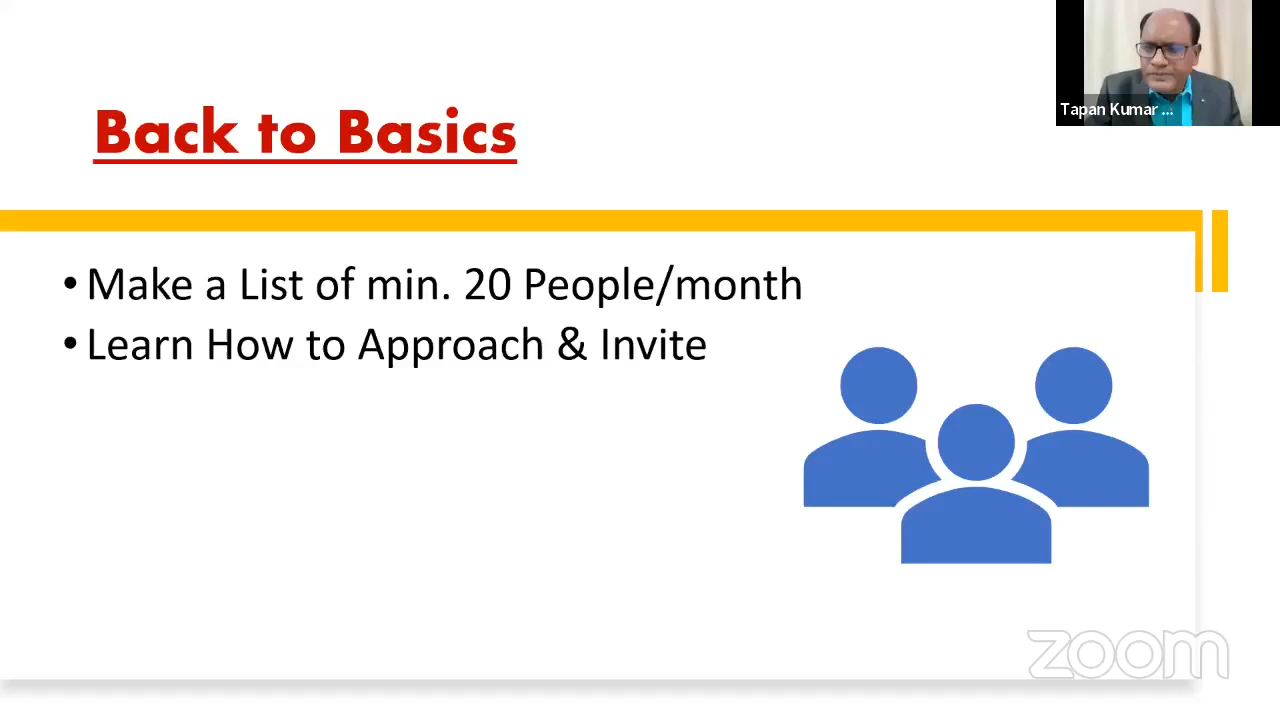 Tapan Kumar ...
Back to Basics
• Make a List of min. 20 People/month
• Learn How to Approach & Invite
zoom